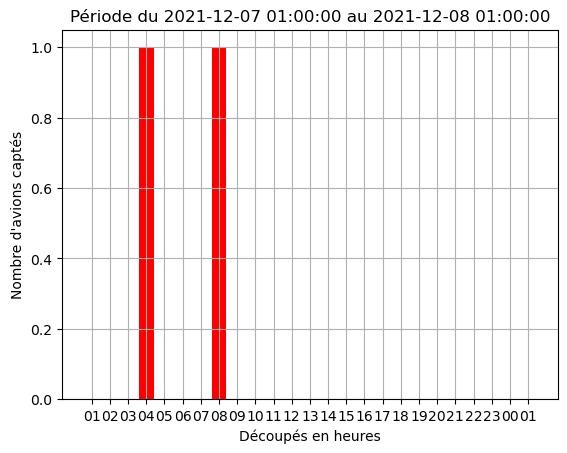 Période du 2021-12-07 01:00:00 au 2021-12-08 01:00:00
Nombre d'avions captés
1.0
0.8
0.6
0.4
0.2
0.0
01 02 03 04 05 06 07 08 09 10 11 12 13 14 15 16 17 18 19 20 21 22 23 00 01
Découpés en heures